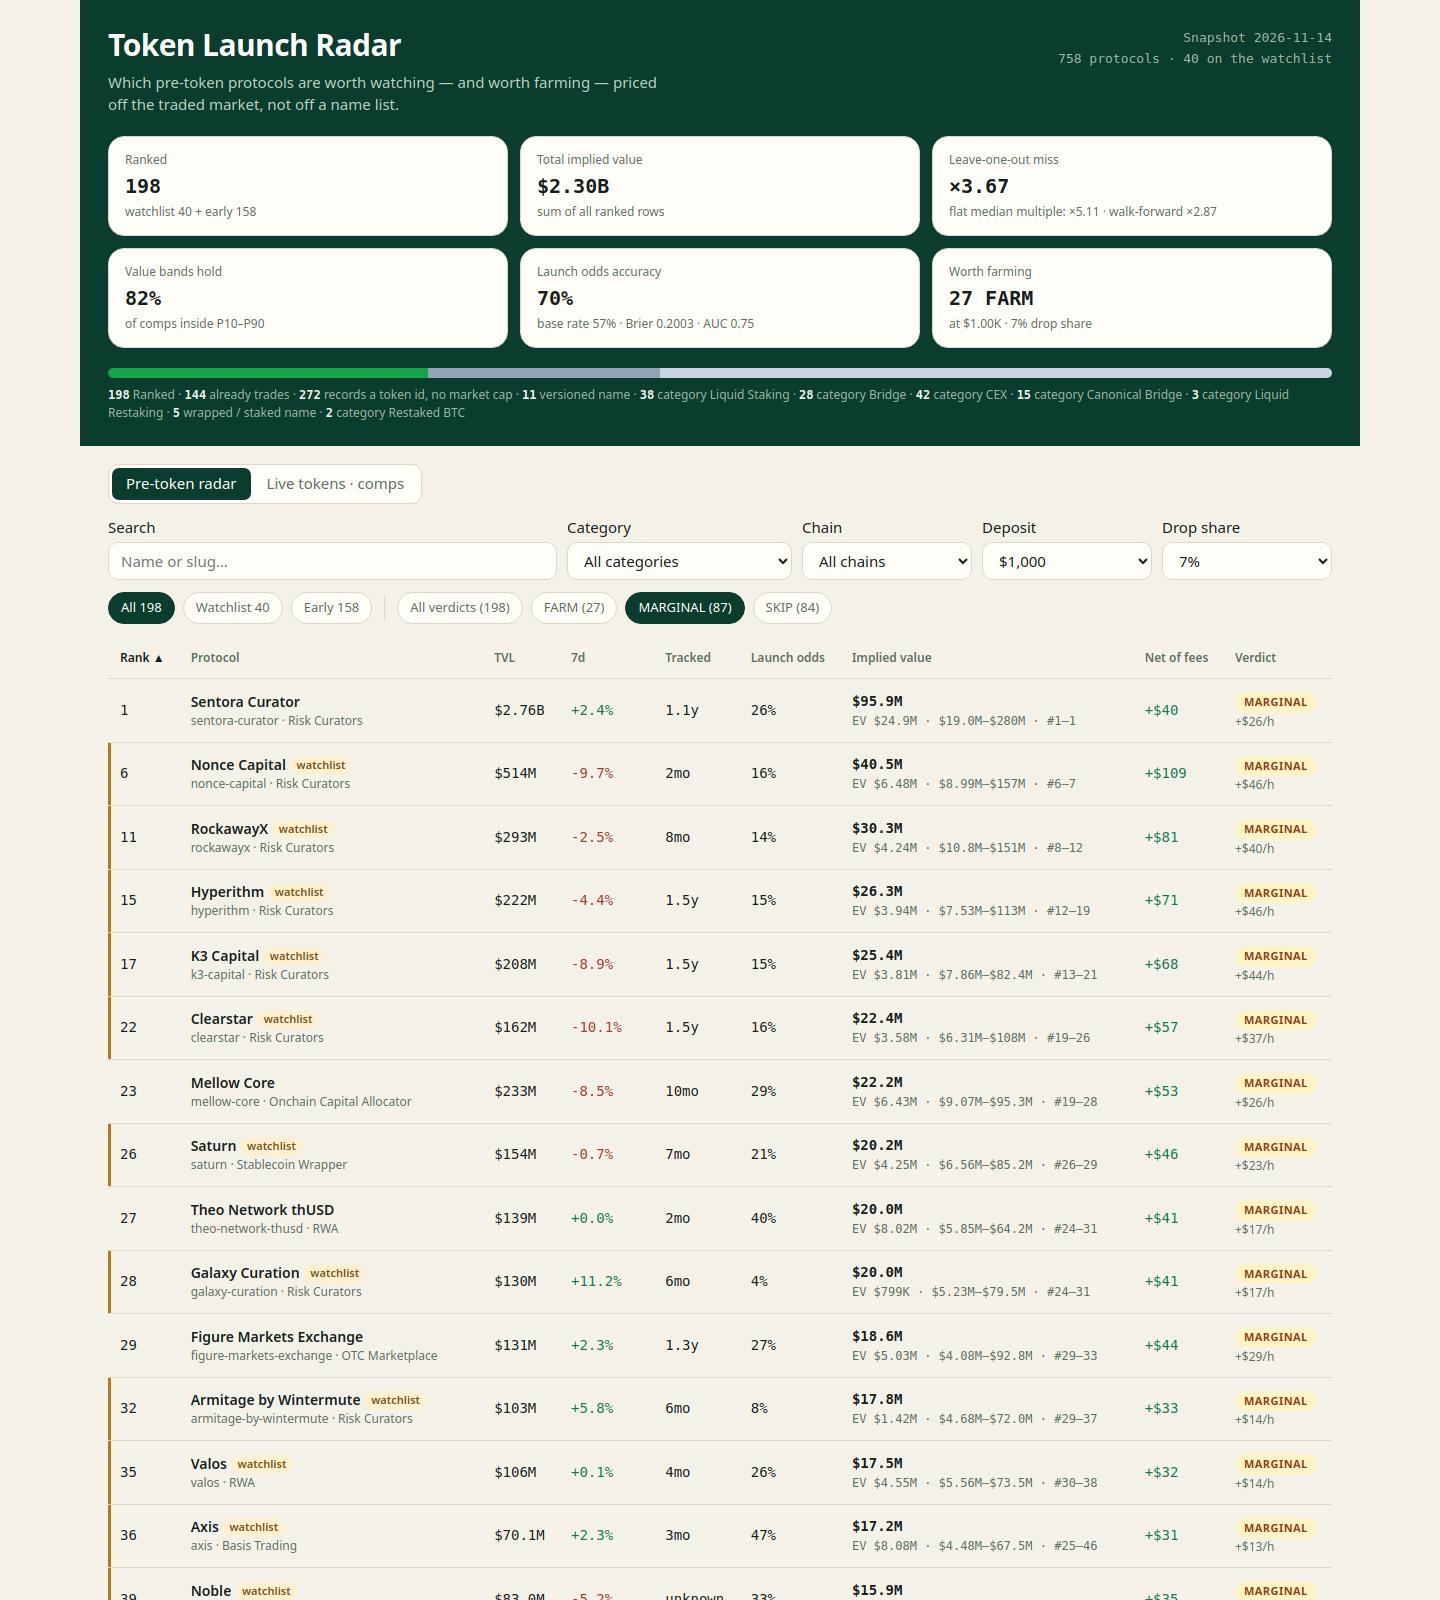 Token Launch Radar
Snapshot 2026-11-14
758 protocols · 40 on the watchlist
Which pre-token protocols are worth watching — and worth farming — priced
off the traded market, not off a name list.
Ranked
198
watchlist 40 + early 158
Total implied value
$2.30B
sum of all ranked rows
Leave-one-out miss
×3.67
flat median multiple: ×5.11 · walk-forward ×2.87
Value bands hold
82%
of comps inside P10–P90
Launch odds accuracy
70%
base rate 57% · Brier 0.2003 · AUC 0.75
Worth farming
27 FARM
at $1.00K · 7% drop share
198 Ranked · 144 already trades · 272 records a token id, no market cap · 11 versioned name · 38 category Liquid Staking · 28 category Bridge · 42 category CEX · 15 category Canonical Bridge · 3 category Liquid
Restaking · 5 wrapped / staked name · 2 category Restaked BTC
Pre-token radar Live tokens · comps
Search Category Chain Deposit Drop share
Name or slug... All categories All chains $1,000 7%
All 198 Watchlist 40 Early 158 All verdicts (198) FARM (27) MARGINAL (87) SKIP (84)
Rank ▲ Protocol TVL 7d Tracked Launch odds Implied value Net of fees Verdict
1 Sentora Curator $2.76B +2.4% 1.1y 26% $95.9M +$40 MARGINAL
sentora-curator · Risk Curators EV $24.9M · $19.0M–$280M · #1–1 +$26/h
6 Nonce Capital watchlist $514M -9.7% 2mo 16% $40.5M +$109 MARGINAL
nonce-capital · Risk Curators EV $6.48M · $8.99M–$157M · #6–7 +$46/h
11 RockawayX watchlist $293M -2.5% 8mo 14% $30.3M +$81 MARGINAL
rockawayx · Risk Curators EV $4.24M · $10.8M–$151M · #8–12 +$40/h
15 Hyperithm watchlist $222M -4.4% 1.5y 15% $26.3M +$71 MARGINAL
hyperithm · Risk Curators EV $3.94M · $7.53M–$113M · #12–19 +$46/h
17 K3 Capital watchlist $208M -8.9% 1.5y 15% $25.4M +$68 MARGINAL
k3-capital · Risk Curators EV $3.81M · $7.86M–$82.4M · #13–21 +$44/h
22 Clearstar watchlist $162M -10.1% 1.5y 16% $22.4M +$57 MARGINAL
clearstar · Risk Curators EV $3.58M · $6.31M–$108M · #19–26 +$37/h
23 Mellow Core $233M -8.5% 10mo 29% $22.2M +$53 MARGINAL
mellow-core · Onchain Capital Allocator EV $6.43M · $9.07M–$95.3M · #19–28 +$26/h
26 Saturn watchlist $154M -0.7% 7mo 21% $20.2M +$46 MARGINAL
saturn · Stablecoin Wrapper EV $4.25M · $6.56M–$85.2M · #26–29 +$23/h
27 Theo Network thUSD $139M +0.0% 2mo 40% $20.0M +$41 MARGINAL
theo-network-thusd · RWA EV $8.02M · $5.85M–$64.2M · #24–31 +$17/h
28 Galaxy Curation watchlist $130M +11.2% 6mo 4% $20.0M +$41 MARGINAL
galaxy-curation · Risk Curators EV $799K · $5.23M–$79.5M · #24–31 +$17/h
29 Figure Markets Exchange $131M +2.3% 1.3y 27% $18.6M +$44 MARGINAL
figure-markets-exchange · OTC Marketplace EV $5.03M · $4.08M–$92.8M · #29–33 +$29/h
32 Armitage by Wintermute watchlist $103M +5.8% 6mo 8% $17.8M +$33 MARGINAL
armitage-by-wintermute · Risk Curators EV $1.42M · $4.68M–$72.0M · #29–37 +$14/h
35 Valos watchlist $106M +0.1% 4mo 26% $17.5M +$32 MARGINAL
valos · RWA EV $4.55M · $5.56M–$73.5M · #30–38 +$14/h
36 Axis watchlist $70.1M +2.3% 3mo 47% $17.2M +$31 MARGINAL
axis · Basis Trading EV $8.08M · $4.48M–$67.5M · #25–46 +$13/h
39 Noble watchlist $83.0M -5.2% unknown 33% $15.9M +$35 MARGINAL